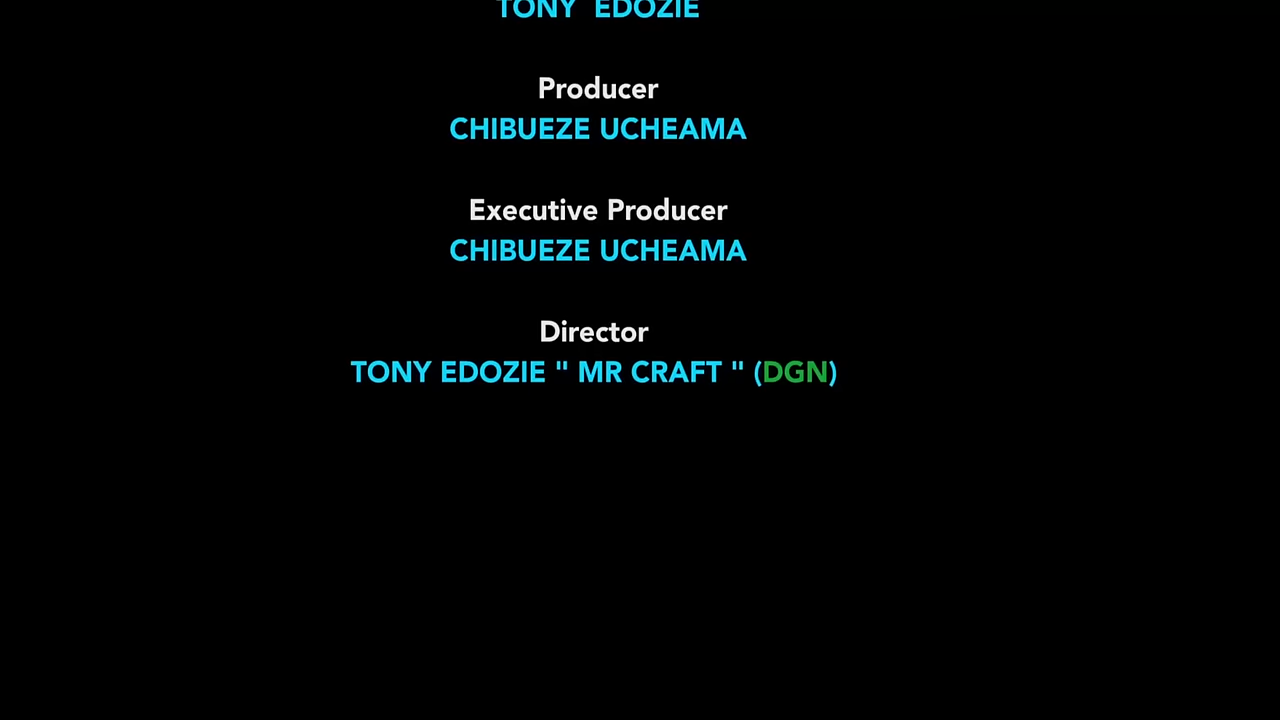 TONY EDOZIE
Producer
CHIBUEZE UCHEAMA
Executive Producer
CHIBUEZE UCHEAMA
Director
TONY EDOZIE " MR CRAFT " (DGN)